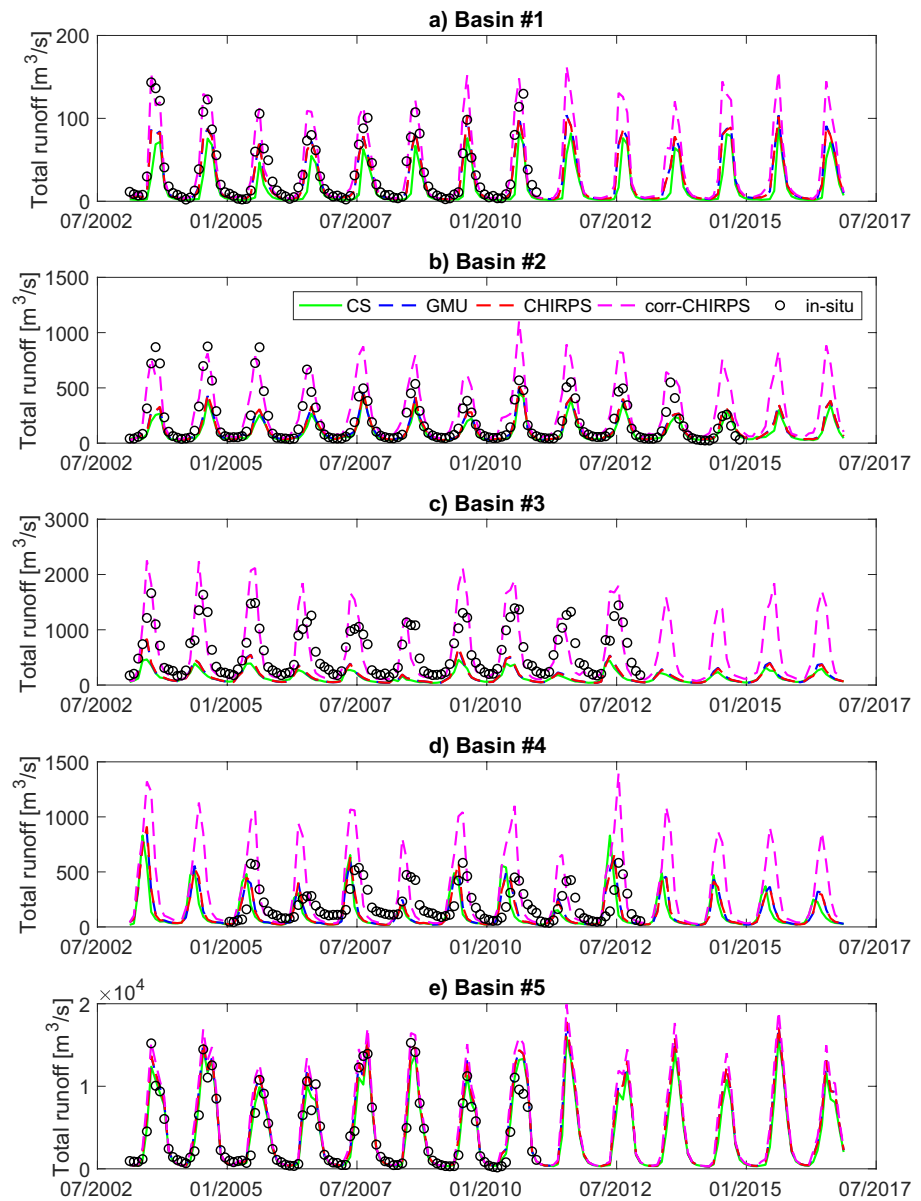 a) Basin #1
Total runoff [m³/s]
200
100
0
07/2002 01/2005 07/2007 01/2010 07/2012 01/2015 07/2017
b) Basin #2
Total runoff [m³/s]
1500
CS GMU CHIRPS corr-CHIRPS in-situ
1000
500
0
07/2002 01/2005 07/2007 01/2010 07/2012 01/2015 07/2017
c) Basin #3
Total runoff [m³/s]
3000
2000
1000
0
07/2002 01/2005 07/2007 01/2010 07/2012 01/2015 07/2017
d) Basin #4
Total runoff [m³/s]
1500
1000
500
0
07/2002 01/2005 07/2007 01/2010 07/2012 01/2015 07/2017
e) Basin #5
×10⁴
Total runoff [m³/s]
2
1
0
07/2002 01/2005 07/2007 01/2010 07/2012 01/2015 07/2017